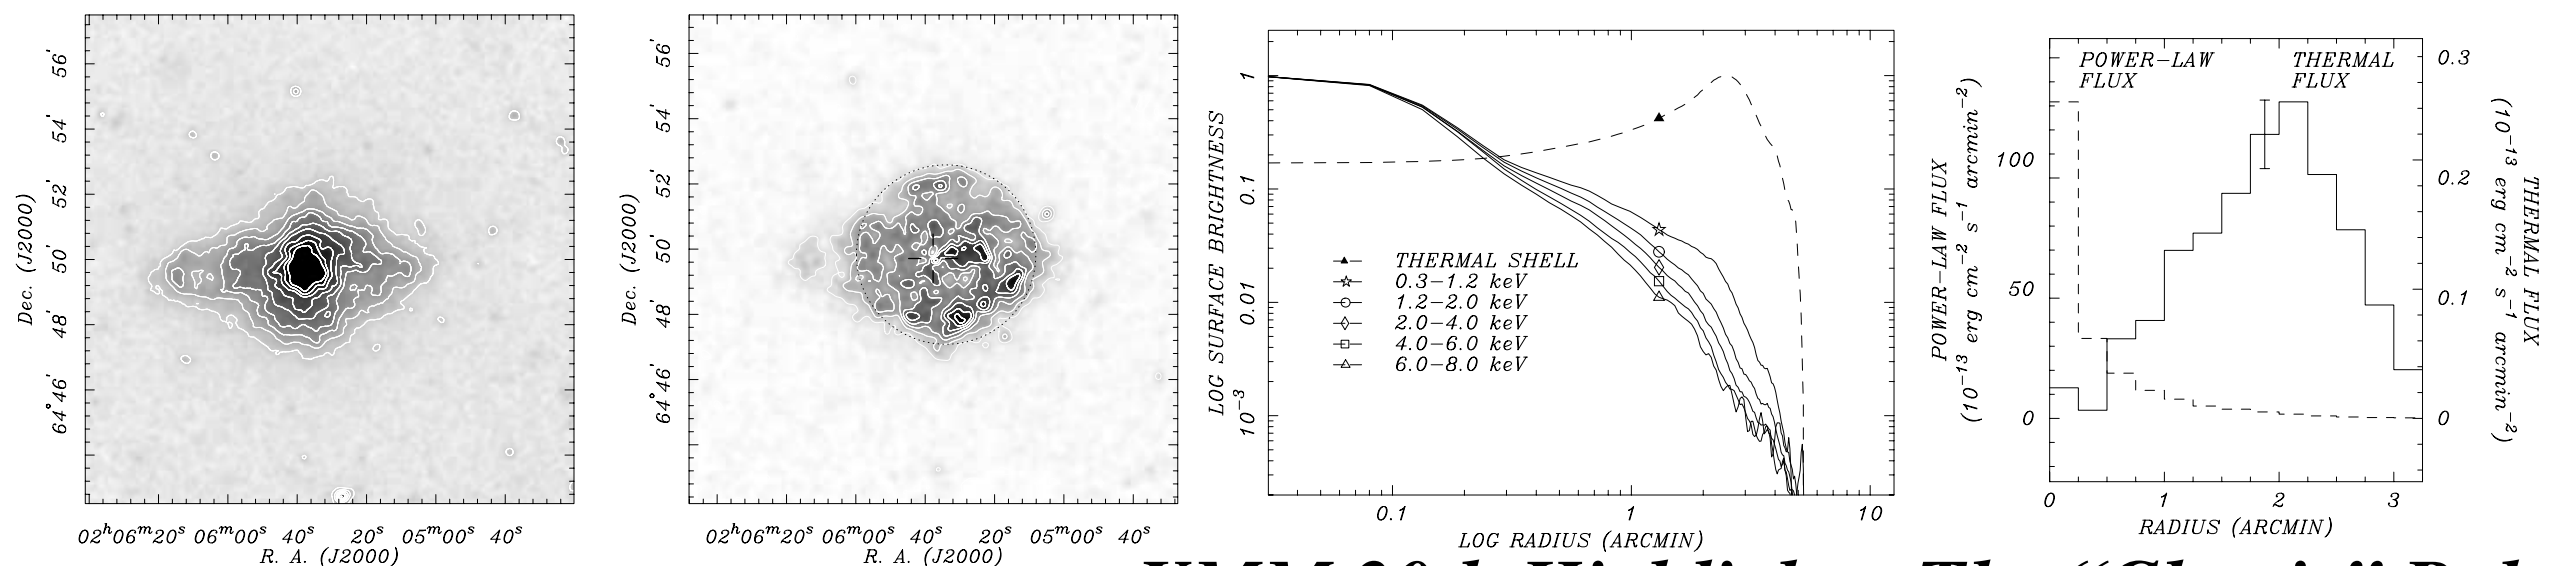 56'
54'
52'
50'
48'
46'
64°
Dec. (J2000)
02h06m20s 06m00s 40s 20s 05m00s 40s
R. A. (J2000)
56'
54'
52'
50'
48'
46'
64°
Dec. (J2000)
02h06m20s 06m00s 40s 20s 05m00s 40s
R. A. (J2000)
LOG SURFACE BRIGHTNESS
1
0.1
0.01
10^-3
THERMAL SHELL
0.3-1.2 keV
1.2-2.0 keV
2.0-4.0 keV
4.0-6.0 keV
6.0-8.0 keV
0.1 1 10
LOG RADIUS (ARCMIN)
POWER-LAW FLUX
(10^-13 erg cm^-2 s^-1 arcmin^-2)
100
50
0
POWER-LAW
FLUX
THERMAL
FLUX
0.3
0.2
0.1
0
THERMAL FLUX
(10^-13 erg cm^-2 s^-1 arcmin^-2)
0 1 2 3
RADIUS (ARCMIN)